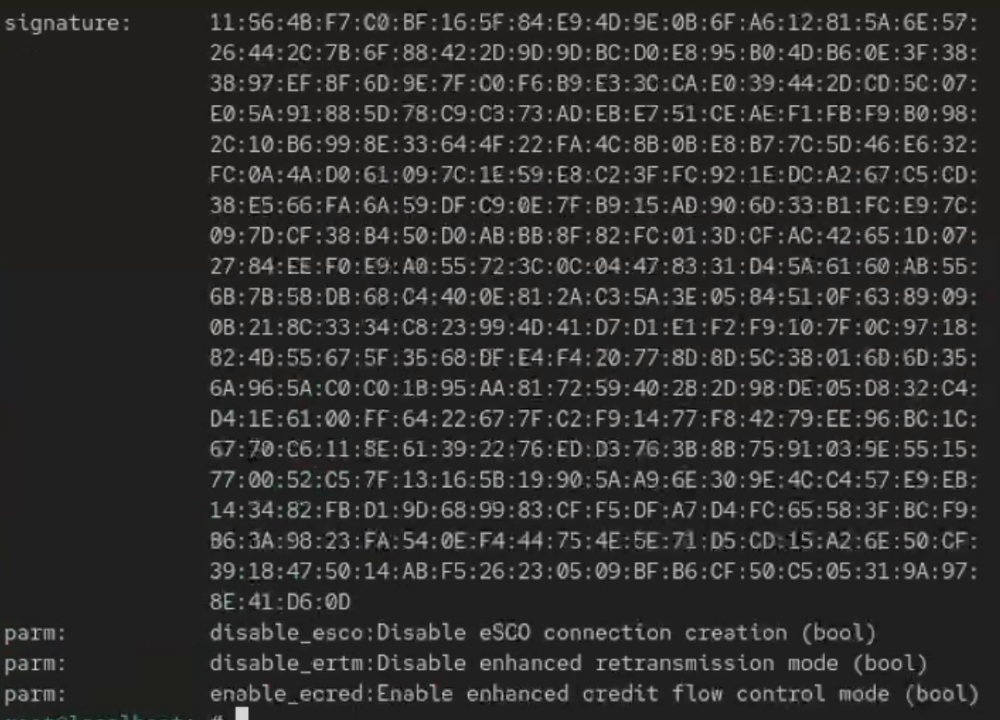 signature: 11:56:4B:F7:C0:BF:16:5F:84:E9:4D:9E:0B:6F:A6:12:81:5A:6E:57:
26:44:2C:7B:6F:88:42:2D:9D:9D:BC:D0:E8:95:B0:4D:B6:0E:3F:38:
38:97:EF:8F:6D:9E:7F:C0:F6:B9:E3:3C:CA:E0:39:44:2D:CD:5C:07:
E0:5A:91:88:5D:78:C9:C3:73:AD:EB:E7:51:CE:AE:F1:FB:F9:B0:98:
2C:10:B6:99:8E:33:64:4F:22:FA:4C:8B:0B:E8:B7:7C:5D:46:E6:32:
FC:0A:4A:D0:61:09:7C:1E:59:E8:C2:3F:FC:92:1E:DC:A2:67:C5:CD:
38:E5:66:FA:6A:59:DF:C9:0E:7F:B9:15:AD:90:6D:33:B1:FC:E9:7C:
09:7D:CF:38:B4:50:D0:AB:BB:8F:82:FC:01:3D:CF:AC:42:65:1D:07:
27:84:EE:F0:E9:A0:55:72:3C:0C:04:47:83:31:D4:5A:61:60:AB:55:
6B:7B:58:DB:68:C4:40:0E:81:2A:C3:5A:3E:05:84:51:0F:63:89:09:
0B:21:8C:33:34:C8:23:99:4D:41:D7:D1:E1:F2:F9:10:7F:0C:97:18:
82:4D:55:67:5F:35:68:DF:E4:F4:20:77:8D:8D:5C:38:01:6D:6D:35:
6A:96:5A:C0:C0:1B:95:AA:81:72:59:40:28:2D:98:DE:05:D8:32:C4:
D4:1E:61:00:FF:64:22:67:7F:C2:F9:14:77:F8:42:79:EE:96:BC:1C:
67:70:C6:11:8E:61:39:22:76:ED:D3:76:3B:8B:75:91:03:9E:55:15:
77:00:52:C5:7F:13:16:5B:19:90:5A:A9:6E:30:9E:4C:C4:57:E9:EB:
14:34:82:FB:D1:9D:68:99:83:CF:F5:DF:A7:D4:FC:65:58:3F:BC:F9:
86:3A:98:23:FA:54:0E:F4:44:75:4E:5E:71:D5:CD:15:A2:6E:50:CF:
39:18:47:50:14:AB:F5:26:23:05:09:BF:B6:CF:50:C5:05:31:9A:97:
8E:41:D6:0D
parm: disable_esco:Disable eSCO connection creation (bool)
parm: disable_ertm:Disable enhanced retransmission mode (bool)
parm: enable_ecred:Enable enhanced credit flow control mode (bool)